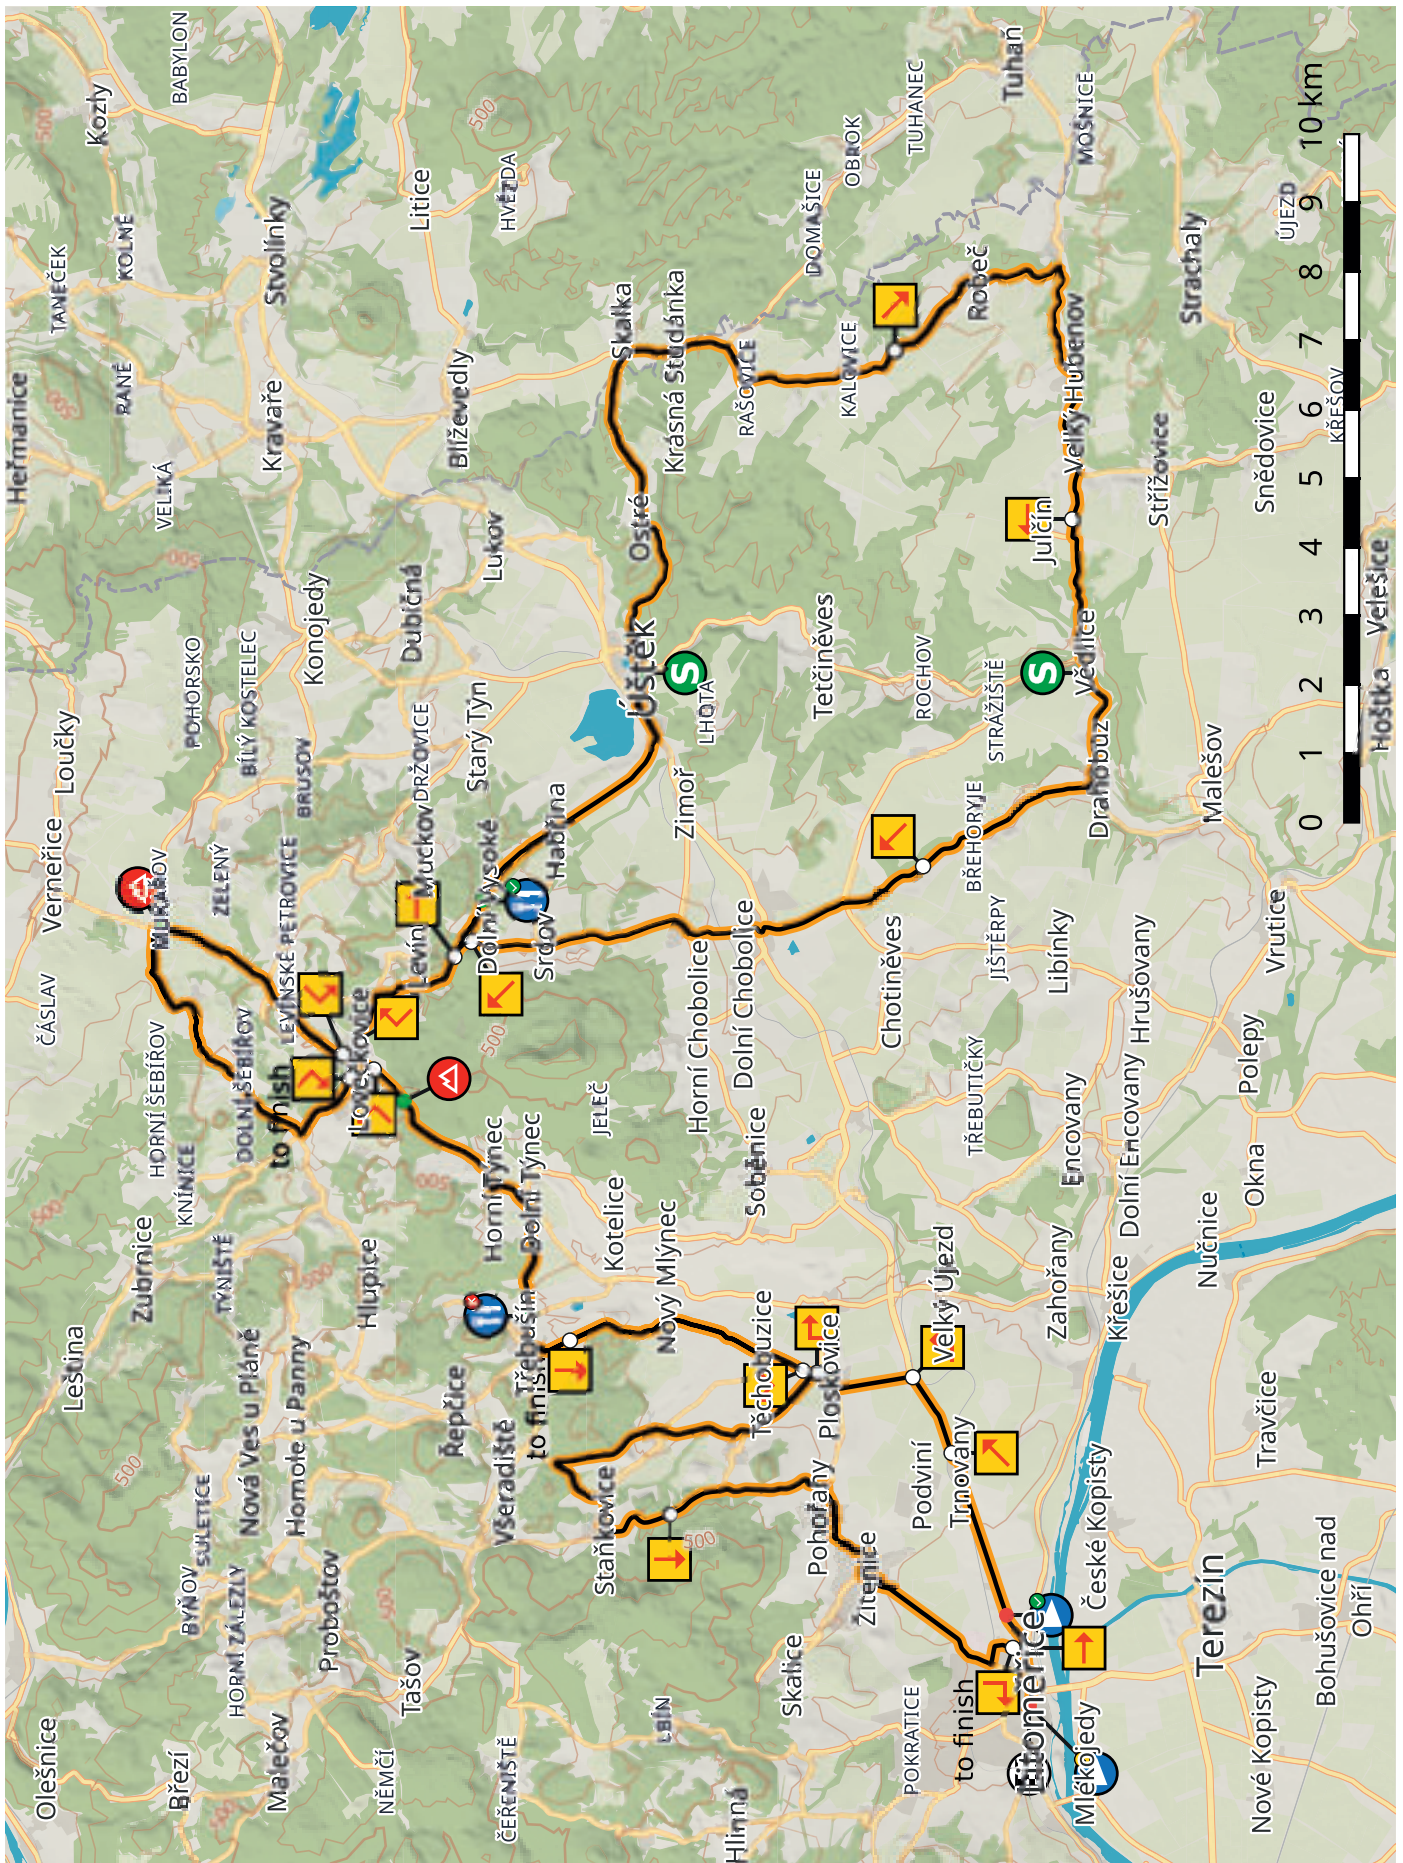 Olešnice
Leština
ČÁSLAV
Verneřice
Loučky
TANEČEK
Kozly
Heřmanice
500
Březí
BYŇOV
SULETICE
KNÍNICE
Zubrnice
HORNÍ ŠEBÍŘOV
MURAŘOV
POHORSKO
VELIKÁ
RANÉ
KOLNÉ
BABYLON
HORNÍ ZÁLEZLY
TÝNIŠTĚ
ZELENÝ
Malečov
Nová Ves u Pláně
DOLNÍ ŠEBÍŘOV
BÍLÝ KOSTELEC
Kravaře
Stvolínky
Proboštov
Homole u Panny
to finish
LEVÍNSKÉ PETROVICE
BRUSOV
Konojedy
NĚMČÍ
Tašov
Hlupice
Lovečkovice
Levín
Muckov
DRŽOVICE
Dubičná
Litice
Blíževedly
ČEŘENIŠTĚ
Všeradiště
Řepčice
Horní Týnec
Dolní Vysoké
Starý Týn
Lukov
HVĚZDA
to finish
Třebušín
Dolní Týnec
Srdov
Habřina
Staňkovice
Kotelice
JELEČ
Úštěk
Ostré
Skalka
LBÍN
Nový Mlýnec
Horní Chobolice
Zimoř
LHOTA
Krásná Studánka
Hlinná
Těchobuzice
Soběnice
Dolní Chobolice
RAŠOVICE
Skalice
Pohořany
Ploskovice
Tetčiněves
KALOVICE
DOMAŠICE
OBROK
Žitenice
Chotiněves
ROCHOV
TUHANEC
POKRATICE
Podviní
Velký Újezd
to finish
Trnovany
TŘEBUTIČKY
JIŠTĚRPY
BŘEHORYJE
STRÁŽIŠTĚ
Robeč
Tuhaň
Litoměřice
Zahořany
Encovany
Libínky
Julčín
Mlékojedy
České Kopisty
Křešice
Dolní Encovany
Hrušovany
Drahobuz
Vědlice
Velký Hubenov
MOŠNICE
Terezín
Nučnice
Malešov
Střížovice
Strachaly
Nové Kopisty
Travčice
Okna
Polepy
Vrutice
Snědovice
ÚJEZD
Bohušovice nad
Ohří
KŘEŠOV
Hoštka
Velešice
S
S
0 1 2 3 4 5 6 7 8 9 10 km